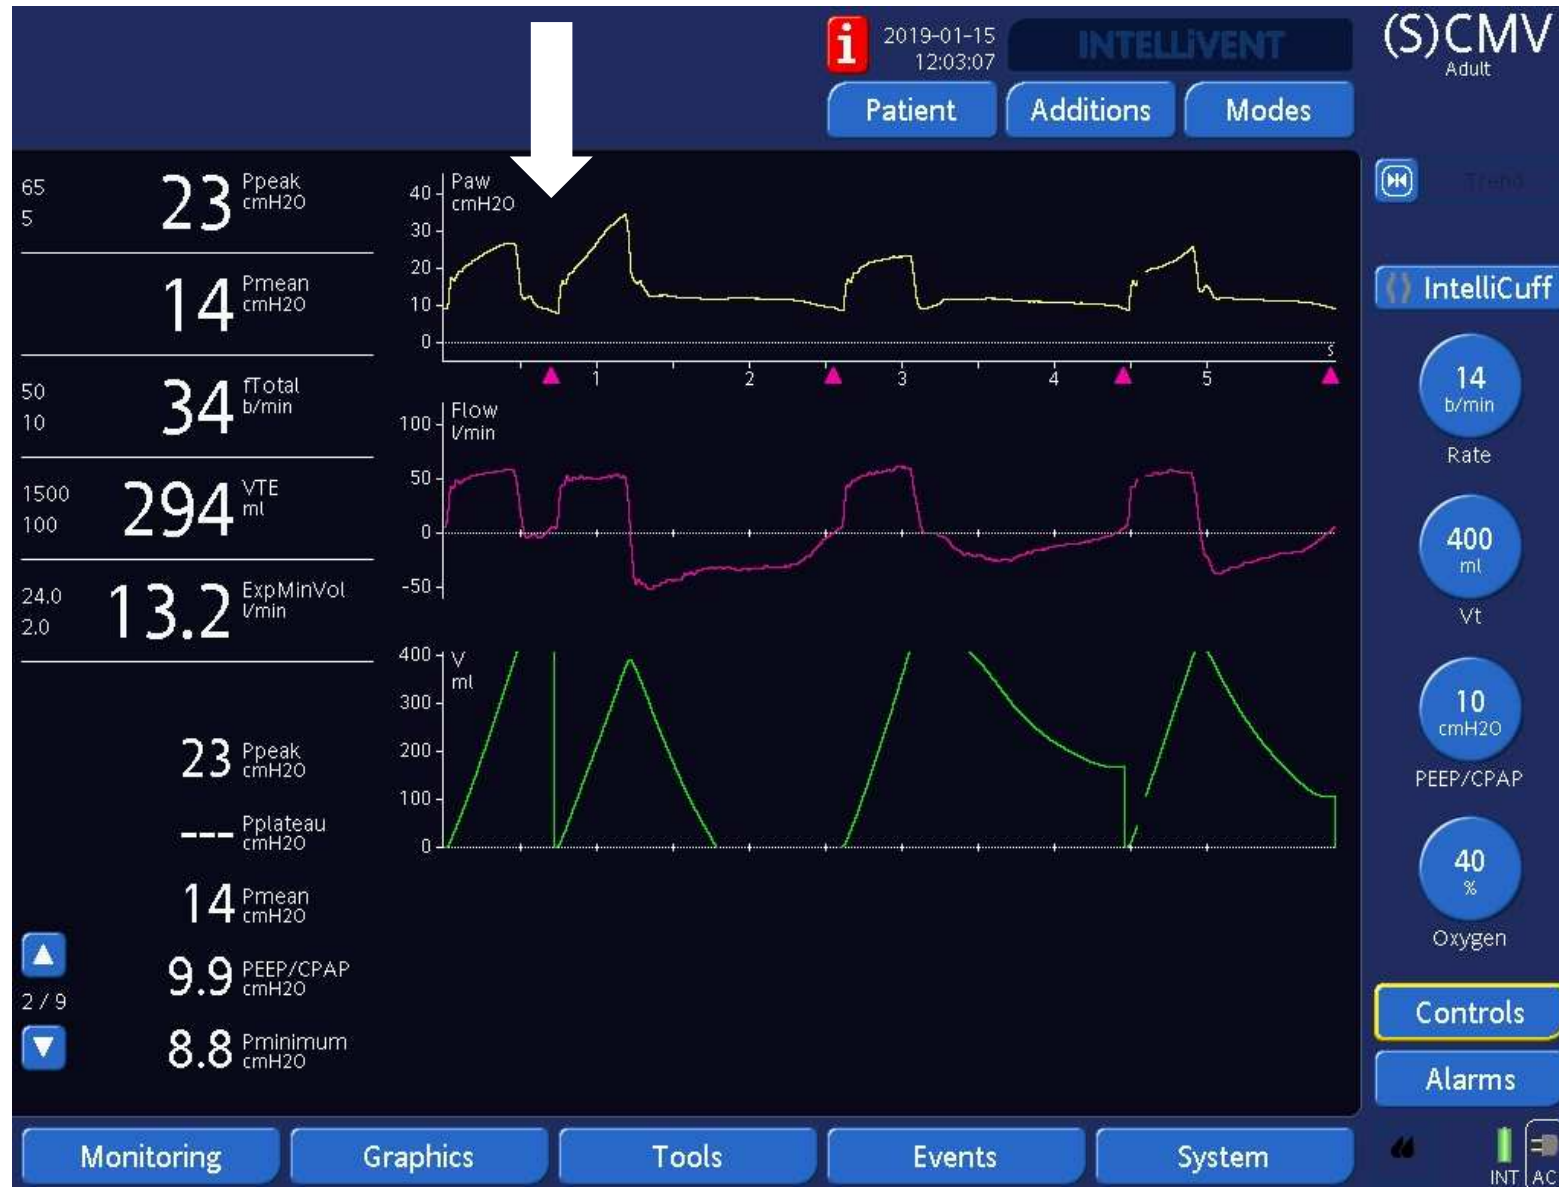 2019-01-15
12:03:07
INTELLiVENT
(S)CMV
Adult
Patient
Additions
Modes
65
5
23 Ppeak
cmH2O
14 Pmean
cmH2O
50
10
34 fTotal
b/min
1500
100
294 VTE
ml
24.0
2.0
13.2 ExpMinVol
l/min
23 Ppeak
cmH2O
--- Pplateau
cmH2O
14 Pmean
cmH2O
9.9 PEEP/CPAP
cmH2O
8.8 Pminimum
cmH2O
2 / 9
Paw
cmH2O
40
30
20
10
0
s
1 2 3 4 5
Flow
l/min
100
50
0
-50
V
ml
400
300
200
100
0
Trend
IntelliCuff
14
b/min
Rate
400
ml
Vt
10
cmH2O
PEEP/CPAP
40
%
Oxygen
Controls
Alarms
Monitoring
Graphics
Tools
Events
System
INT
AC